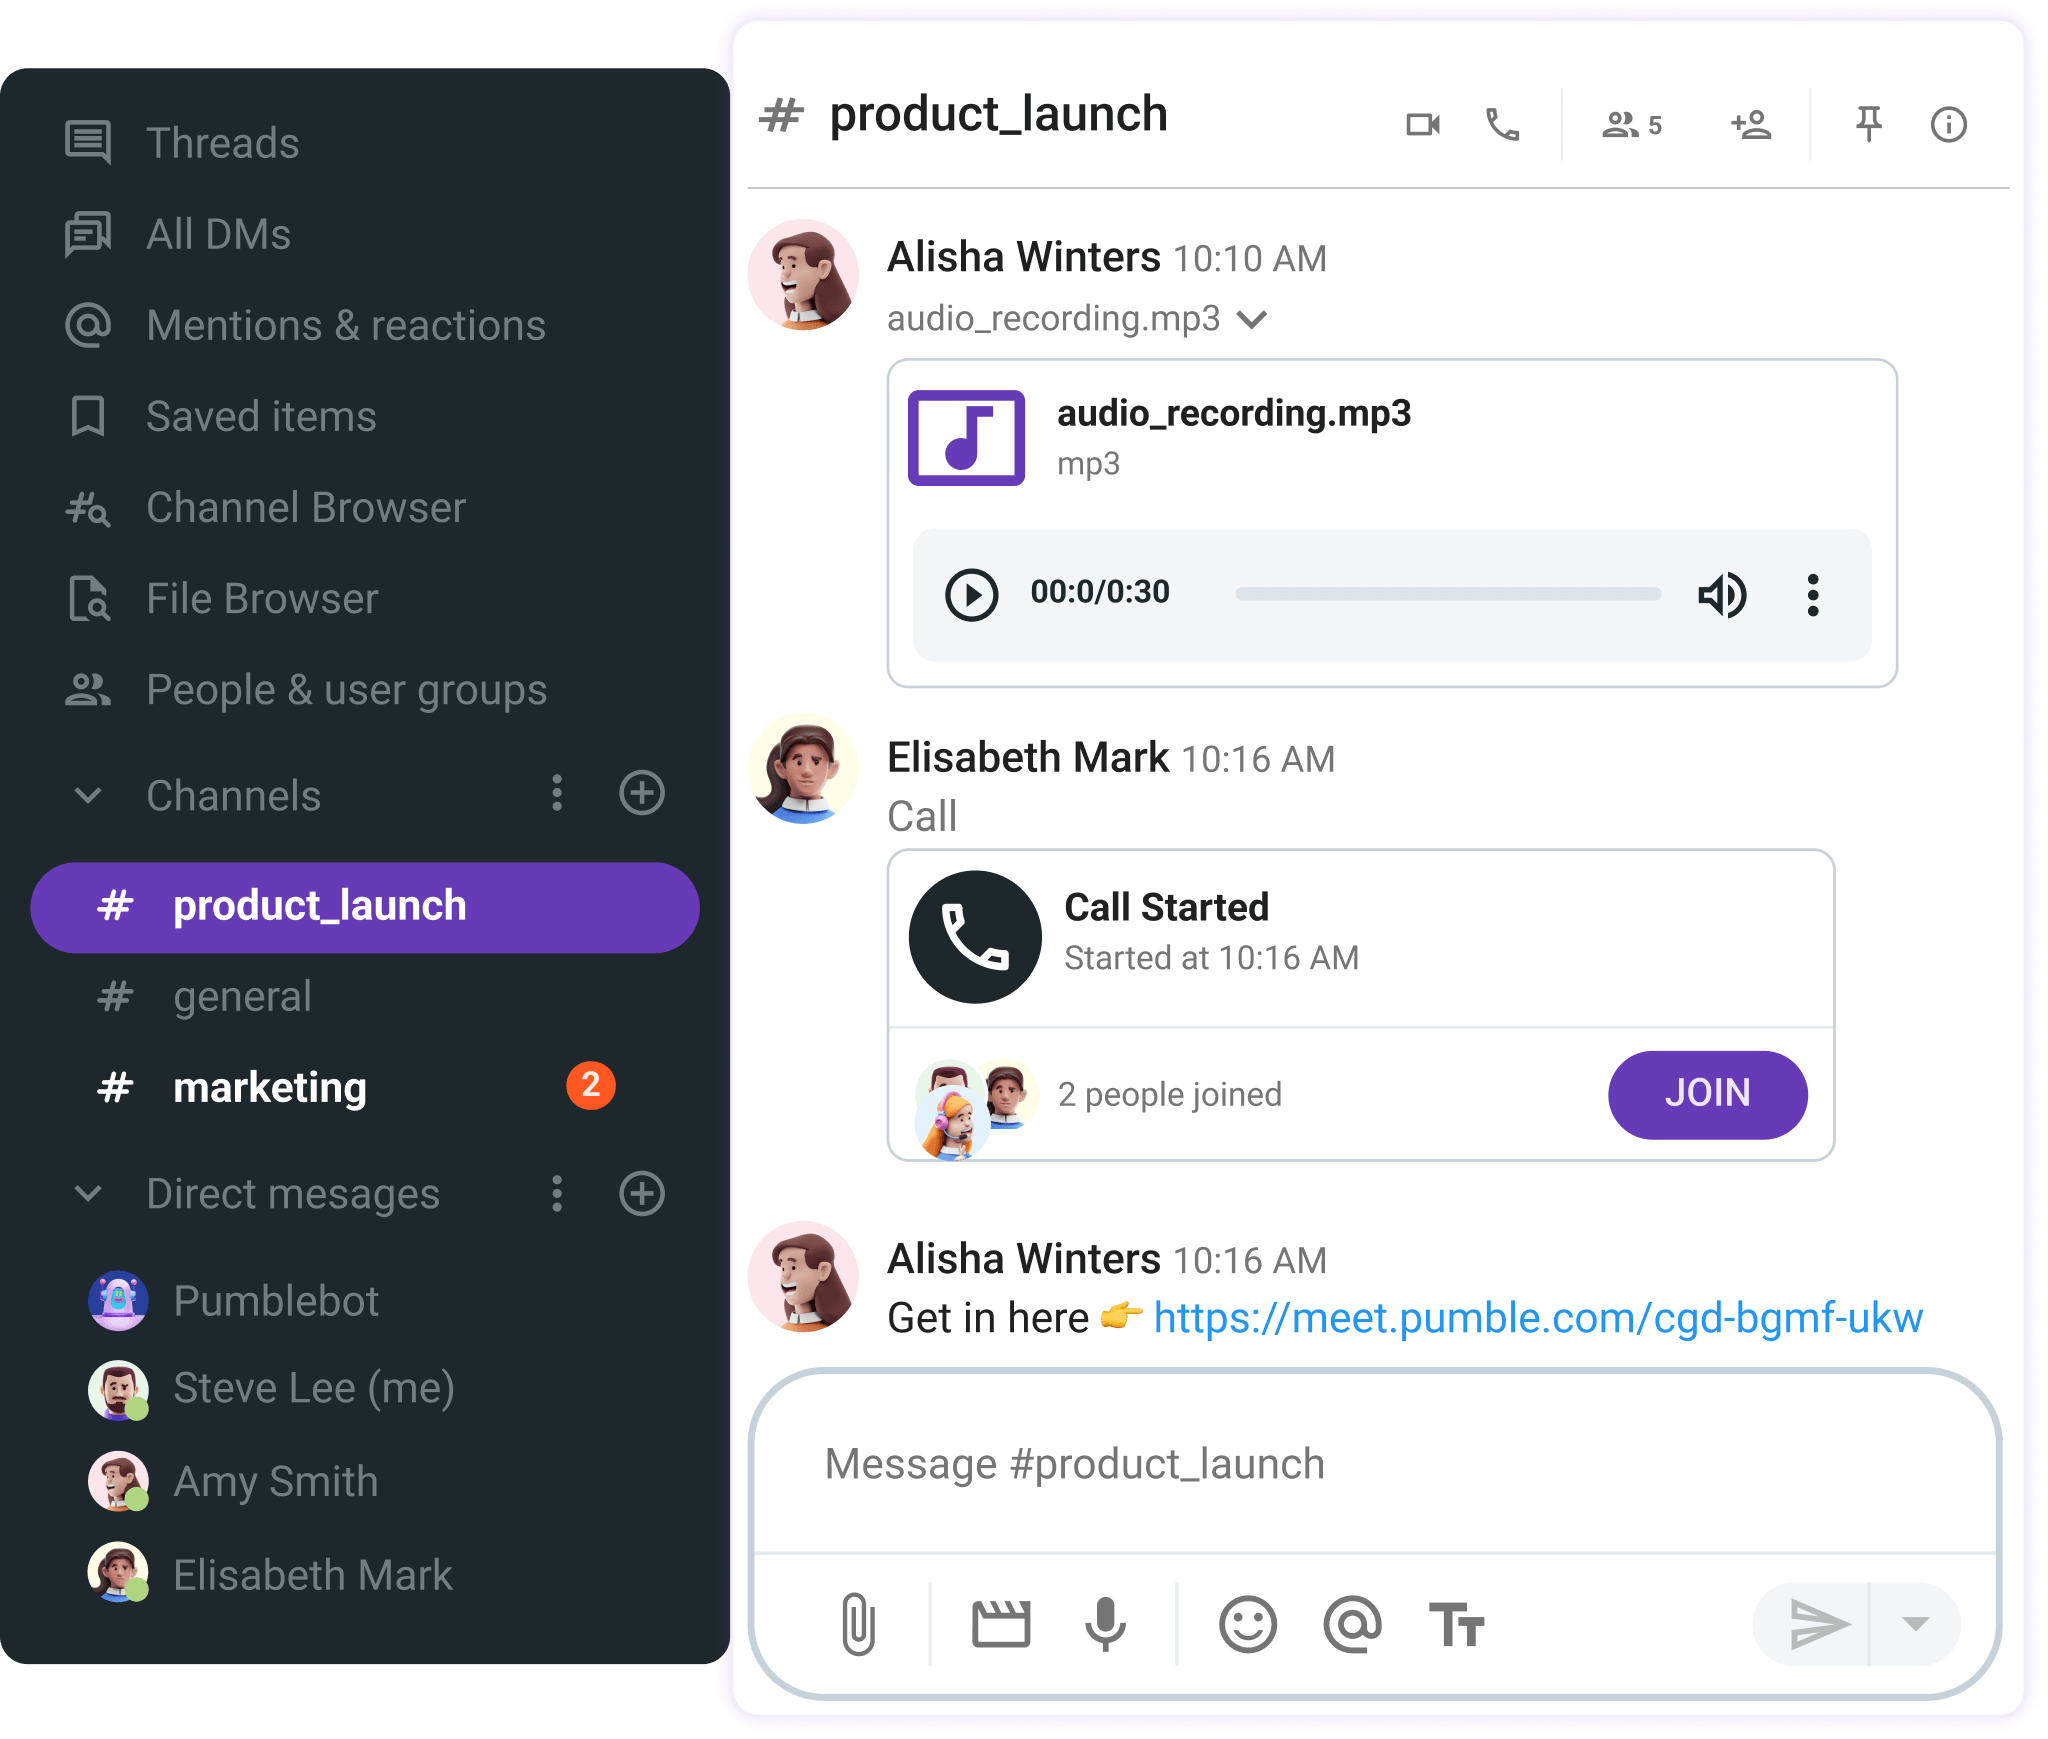 Threads
All DMs
Mentions & reactions
Saved items
Channel Browser
File Browser
People & user groups
Channels
# product_launch
# general
# marketing 2
Direct mesages
Pumblebot
Steve Lee (me)
Amy Smith
Elisabeth Mark
# product_launch 5
Alisha Winters 10:10 AM
audio_recording.mp3
audio_recording.mp3
mp3
00:0/0:30
Elisabeth Mark 10:16 AM
Call
Call Started
Started at 10:16 AM
2 people joined JOIN
Alisha Winters 10:16 AM
Get in here 👉 https://meet.pumble.com/cgd-bgmf-ukw
Message #product_launch